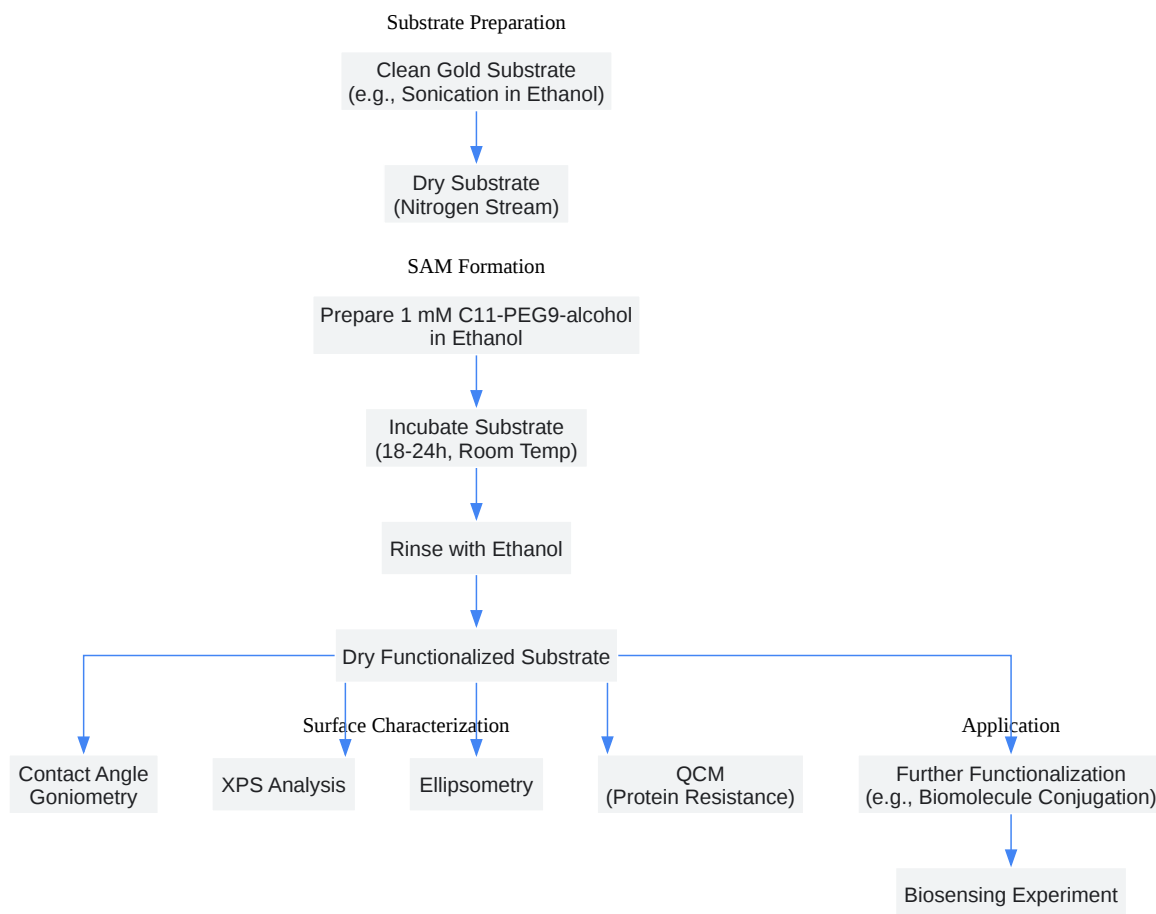 Substrate Preparation
Clean Gold Substrate
(e.g., Sonication in Ethanol)
Dry Substrate
(Nitrogen Stream)
SAM Formation
Prepare 1 mM C11-PEG9-alcohol
in Ethanol
Incubate Substrate
(18-24h, Room Temp)
Rinse with Ethanol
Dry Functionalized Substrate
Surface Characterization
Application
Contact Angle
Goniometry
XPS Analysis
Ellipsometry
QCM
(Protein Resistance)
Further Functionalization
(e.g., Biomolecule Conjugation)
Biosensing Experiment